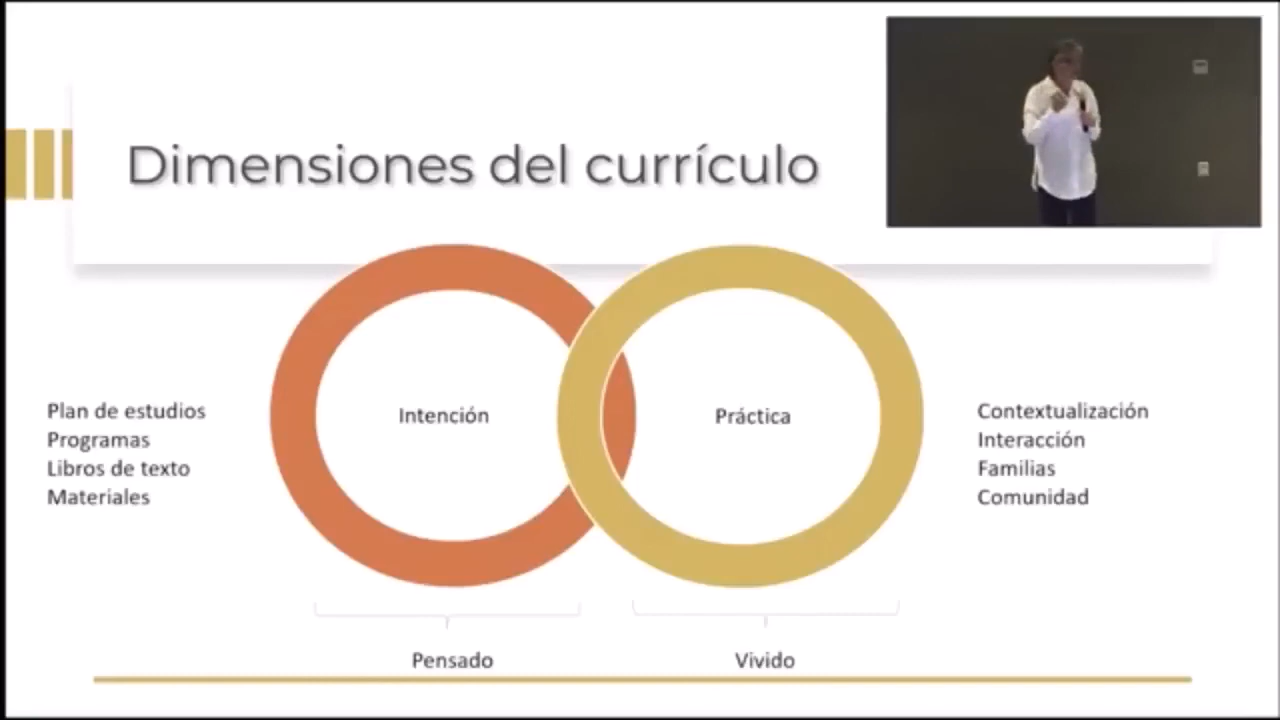 Dimensiones del currículo
Plan de estudios
Programas
Libros de texto
Materiales
Intención
Práctica
Contextualización
Interacción
Familias
Comunidad
Pensado
Vivido